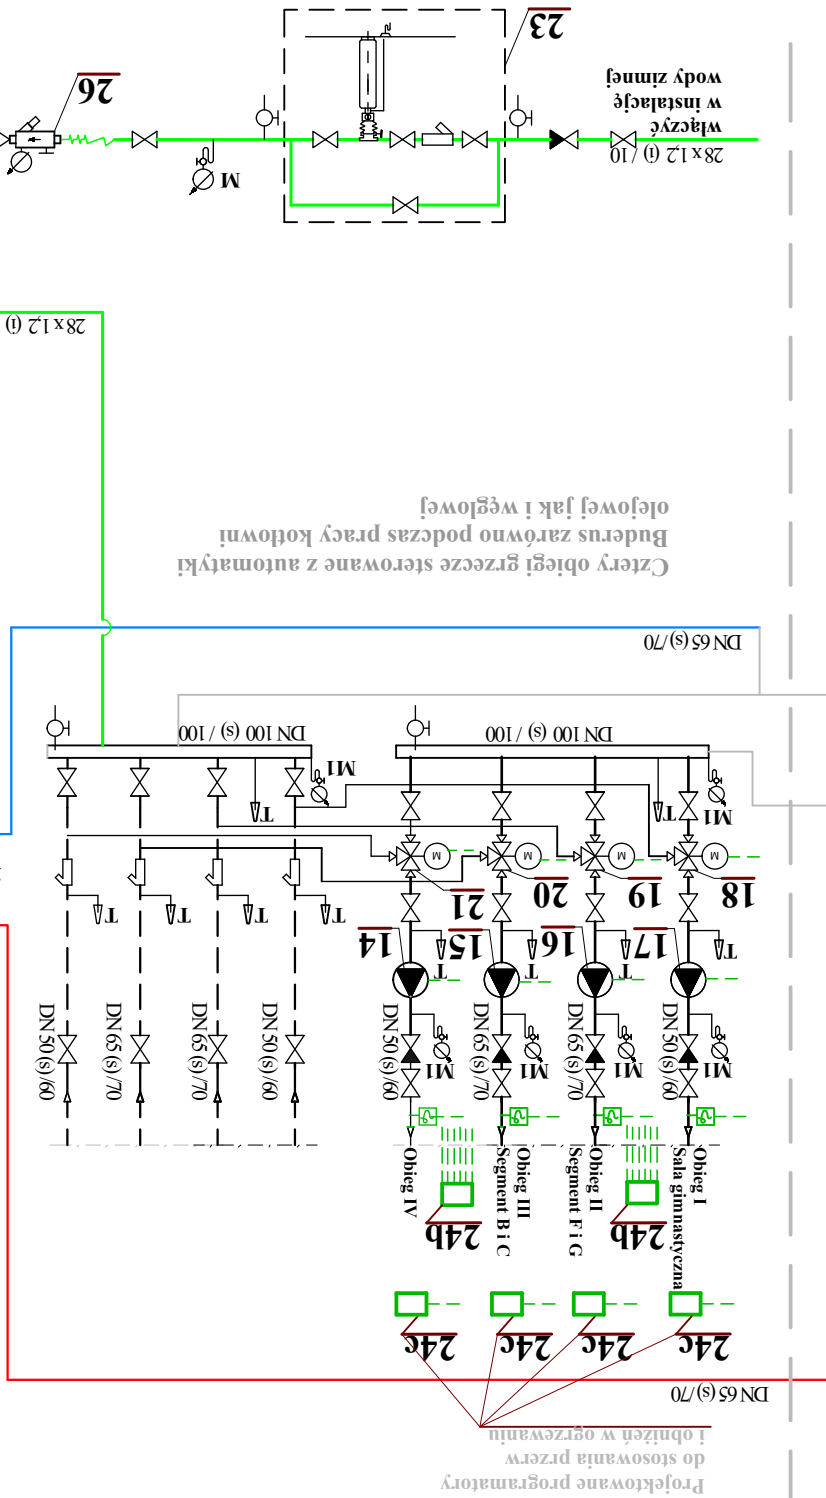 Projektowane programatory
do stosowania przerw
i obniżeń w ogrzewaniu
DN 65 (s)/70
24c
24c
24c
24c
24b
24b
Obieg I
Sala gimnastyczna
Obieg II
Segment F i G
Obieg III
Segment B i C
Obieg IV
M1
M1
M1
M1
DN 50 (s)/60
DN 65 (s)/70
DN 65 (s)/70
DN 50 (s)/60
DN 50 (s)/60
DN 65 (s)/70
DN 65 (s)/70
DN 50 (s)/60
T
T
T
T
17
16
15
14
T
T
T
T
18
19
20
21
M
M
M
M
M1
T
M1
T
DN 100 (s) / 100
DN 100 (s) / 100
DN 65 (s)/70
Cztery obiegi grzecze sterowane z automatyki
Buderus zarówno podczas pracy kotłowni
olejowej jak i węglowej
28 x 1,2 (i)
M
28 x 1,2 (i) / 10
włączyć
w instalację
wody zimnej
23
26